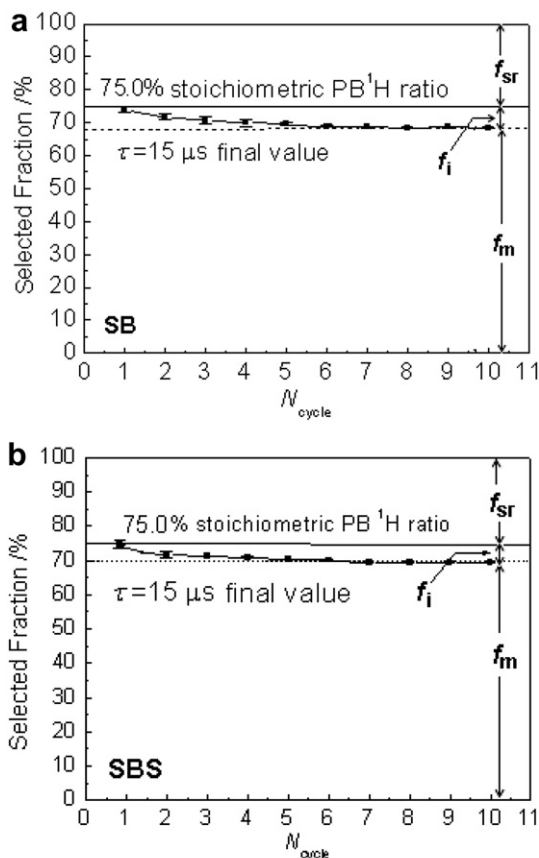 a
100
90
80
70
60
50
40
30
20
10
0
Selected Fraction /%
75.0% stoichiometric PB ¹H ratio
τ=15 μs final value
f_sr
f_i
f_m
SB
0 1 2 3 4 5 6 7 8 9 10 11
N_cycle
b
100
90
80
70
60
50
40
30
20
10
0
Selected Fraction /%
75.0% stoichiometric PB ¹H ratio
τ=15 μs final value
f_sr
f_i
f_m
SBS
0 1 2 3 4 5 6 7 8 9 10 11
N_cycle